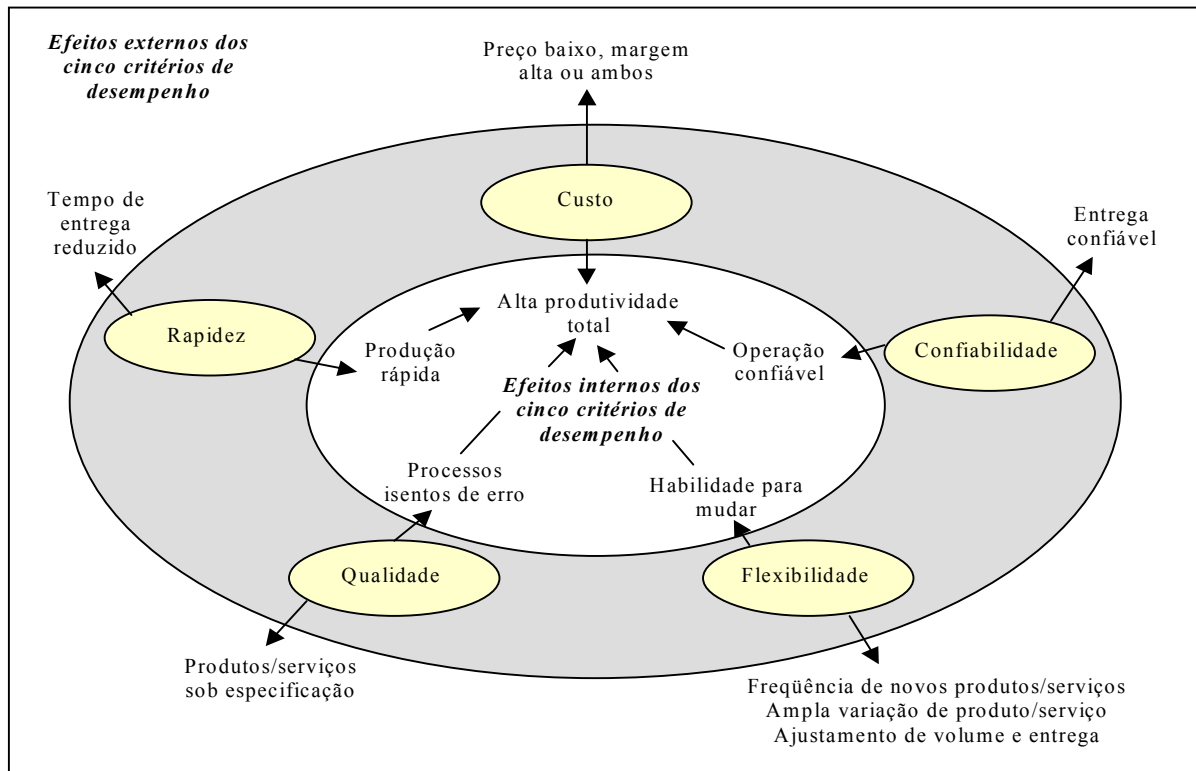 Efeitos externos dos
cinco critérios de
desempenho
Preço baixo, margem
alta ou ambos
Custo
Tempo de
entrega
reduzido
Entrega
confiável
Rapidez
Alta produtividade
total
Produção
rápida
Operação
confiável
Confiabilidade
Efeitos internos dos
cinco critérios de
desempenho
Processos
isentos de erro
Habilidade para
mudar
Qualidade
Flexibilidade
Produtos/serviços
sob especificação
Freqüência de novos produtos/serviços
Ampla variação de produto/serviço
Ajustamento de volume e entrega